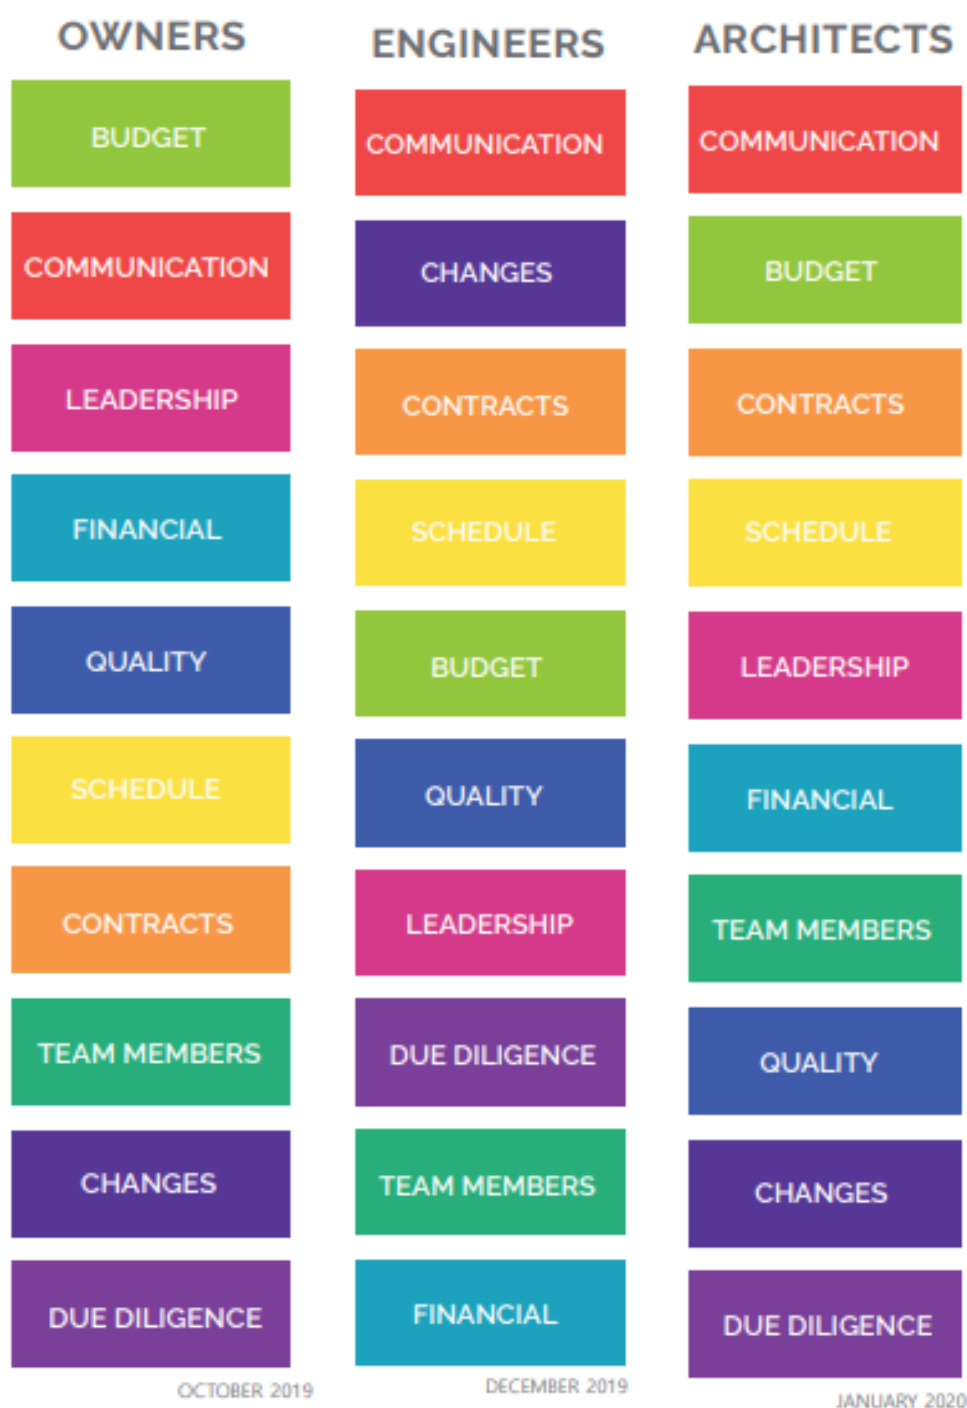 OWNERS
BUDGET
COMMUNICATION
LEADERSHIP
FINANCIAL
QUALITY
SCHEDULE
CONTRACTS
TEAM MEMBERS
CHANGES
DUE DILIGENCE
OCTOBER 2019
ENGINEERS
COMMUNICATION
CHANGES
CONTRACTS
SCHEDULE
BUDGET
QUALITY
LEADERSHIP
DUE DILIGENCE
TEAM MEMBERS
FINANCIAL
DECEMBER 2019
ARCHITECTS
COMMUNICATION
BUDGET
CONTRACTS
SCHEDULE
LEADERSHIP
FINANCIAL
TEAM MEMBERS
QUALITY
CHANGES
DUE DILIGENCE
JANUARY 2020